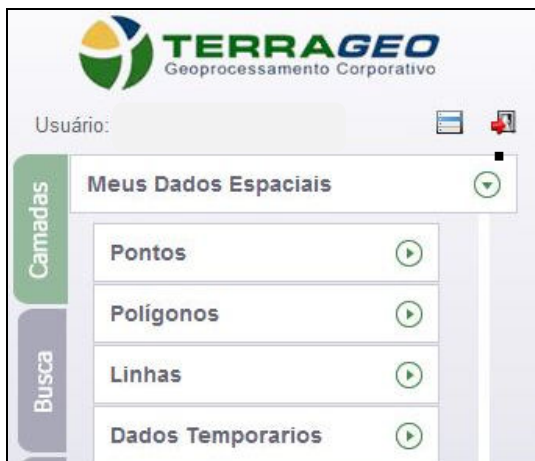 TERRAGEO
Geoprocessamento Corporativo
Usuário:
Camadas
Meus Dados Espaciais
Pontos
Polígonos
Busca
Linhas
Dados Temporarios